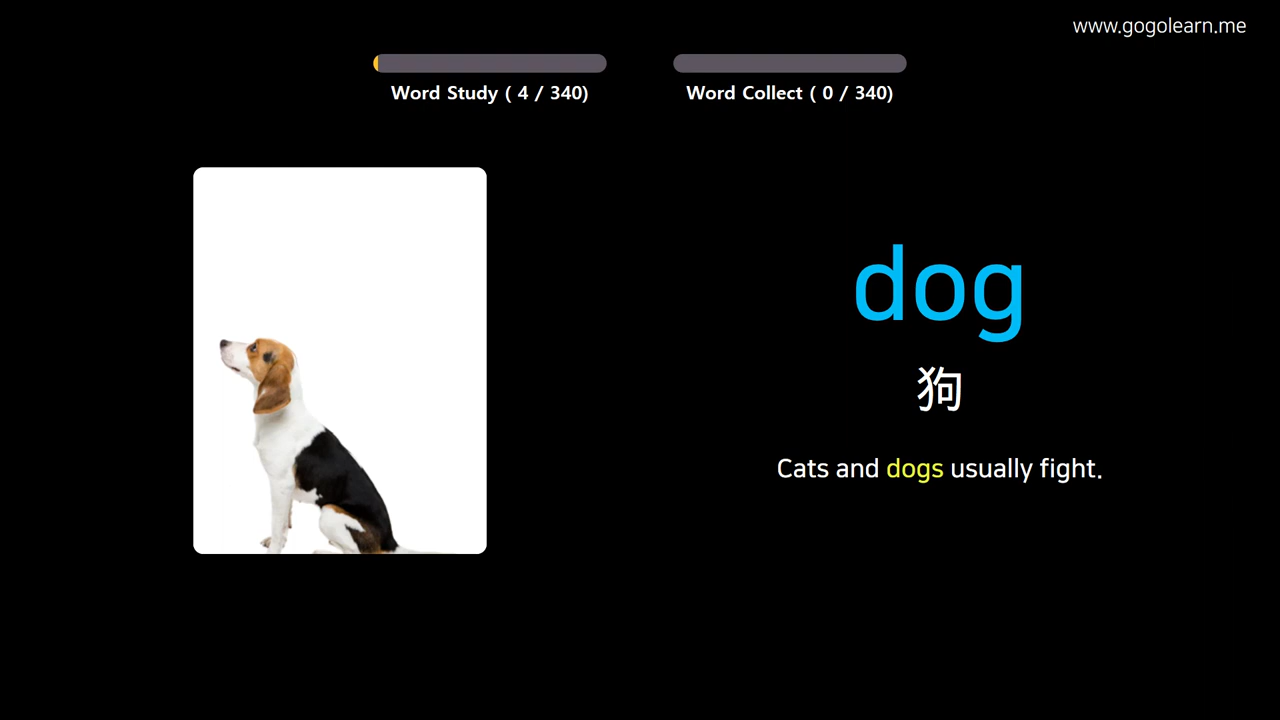 www.gogolearn.me
Word Study ( 4 / 340)
Word Collect ( 0 / 340)
dog
狗
Cats and dogs usually fight.